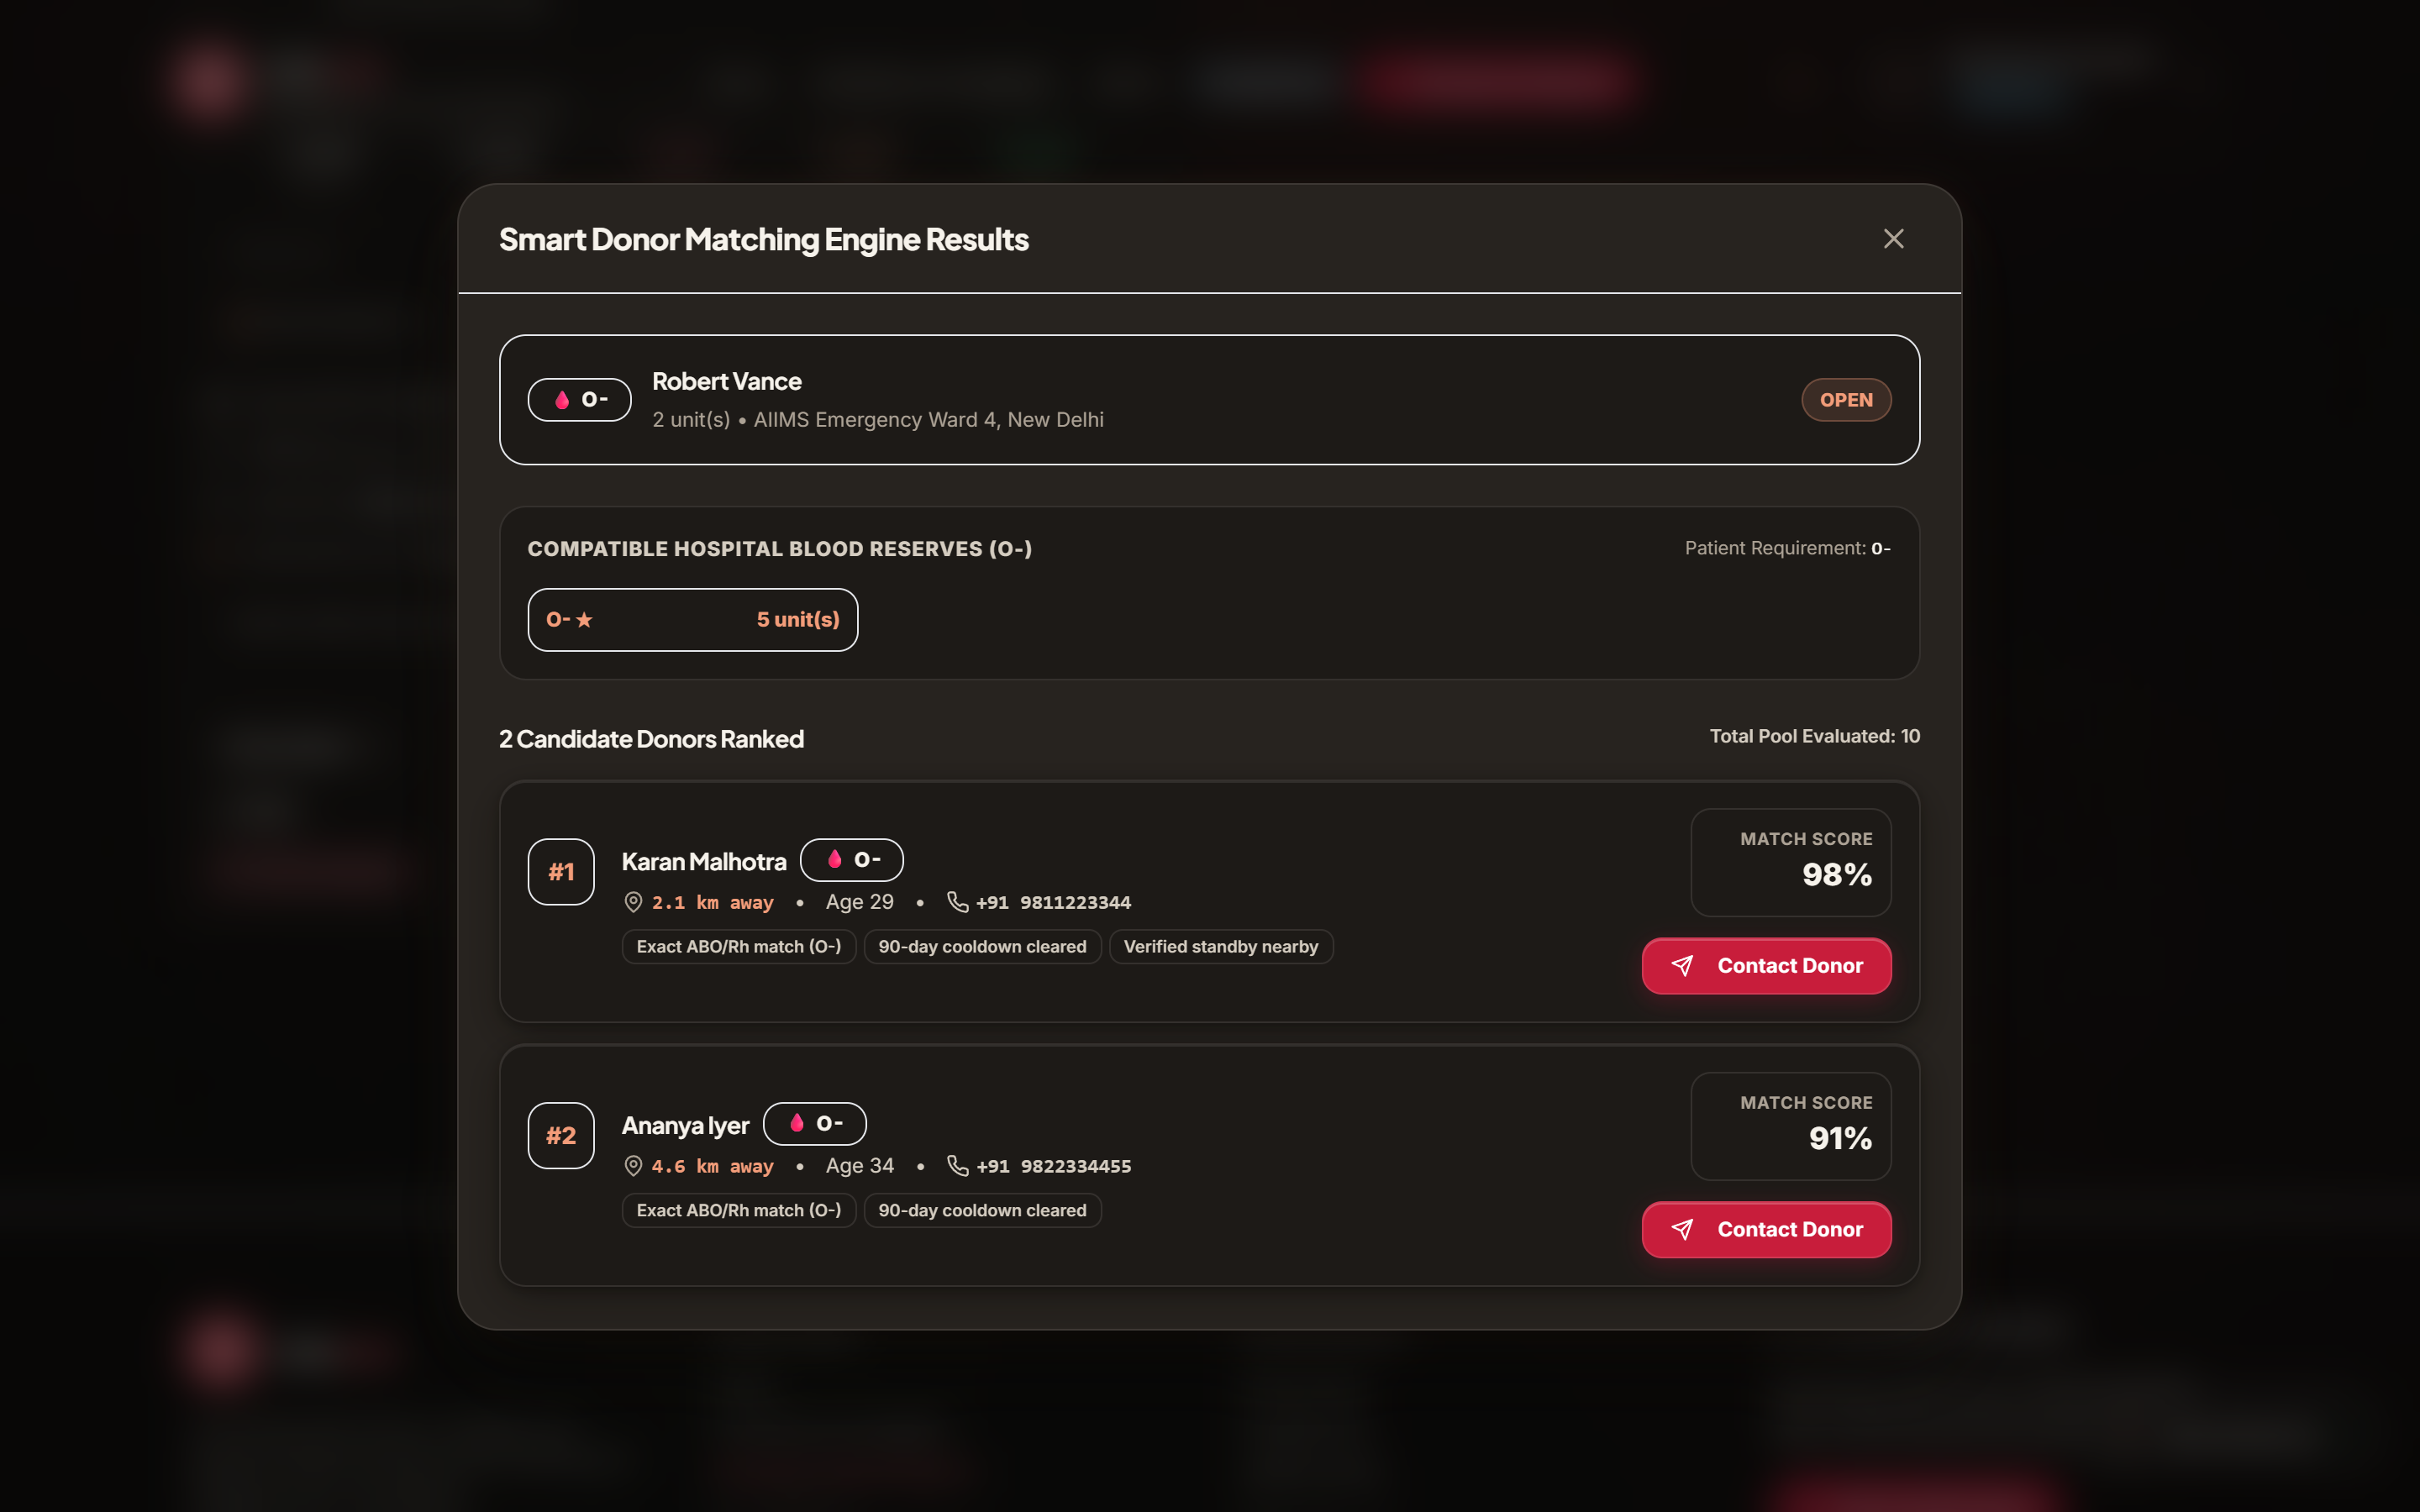 Smart Donor Matching Engine Results
O-
Robert Vance
2 unit(s) • AIIMS Emergency Ward 4, New Delhi
OPEN
COMPATIBLE HOSPITAL BLOOD RESERVES (O-)
Patient Requirement: O-
O- ★ 5 unit(s)
2 Candidate Donors Ranked
Total Pool Evaluated: 10
#1
Karan Malhotra O-
2.1 km away • Age 29 • +91 9811223344
Exact ABO/Rh match (O-) 90-day cooldown cleared Verified standby nearby
MATCH SCORE
98%
Contact Donor
#2
Ananya Iyer O-
4.6 km away • Age 34 • +91 9822334455
Exact ABO/Rh match (O-) 90-day cooldown cleared
MATCH SCORE
91%
Contact Donor